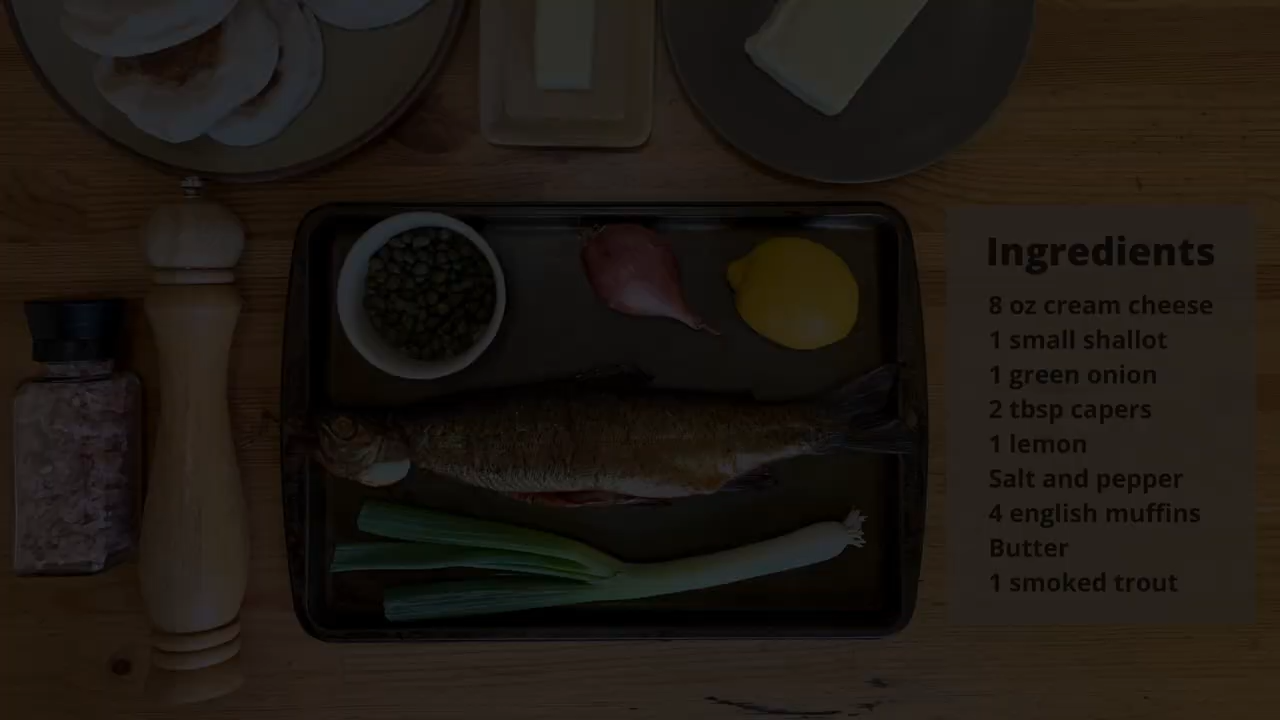 Ingredients
8 oz cream cheese
1 small shallot
1 green onion
2 tbsp capers
1 lemon
Salt and pepper
4 english muffins
Butter
1 smoked trout